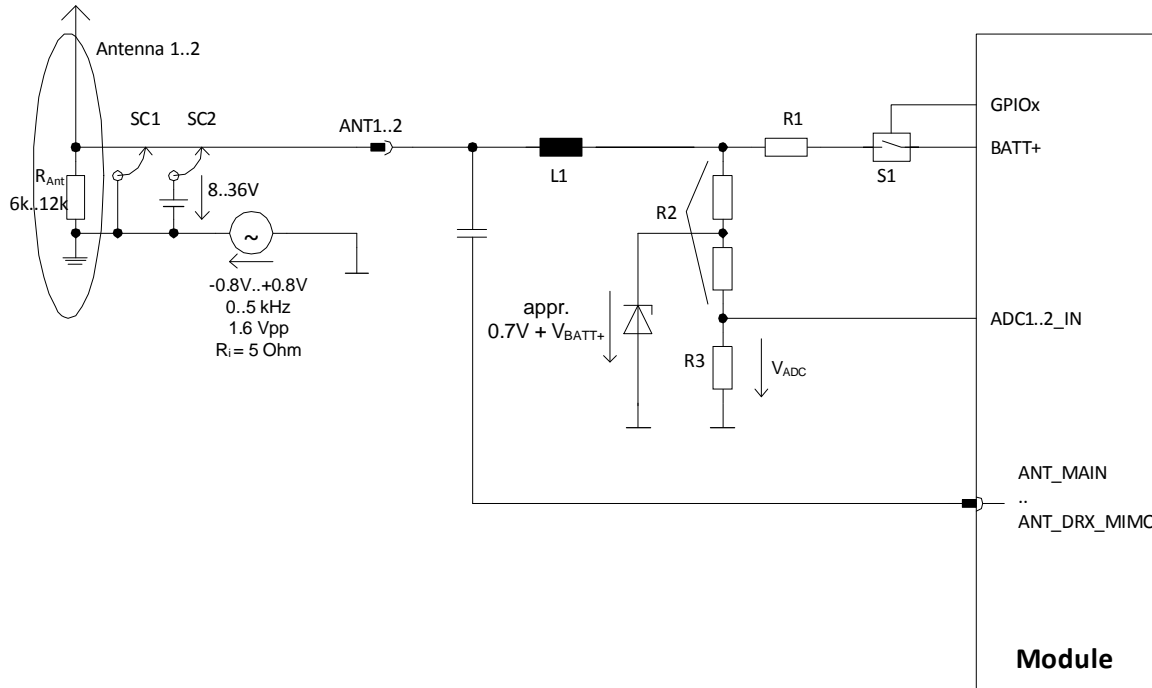 Antenna 1..2
SC1
SC2
ANT1..2
R1
GPIOx
BATT+
S1
L1
RAnt
6k..12k
8..36V
R2
~
-0.8V..+0.8V
0..5 kHz
1.6 Vpp
Ri = 5 Ohm
appr.
0.7V + VBATT+
ADC1..2_IN
R3
VADC
ANT_MAIN
..
ANT_DRX_MIMO
Module